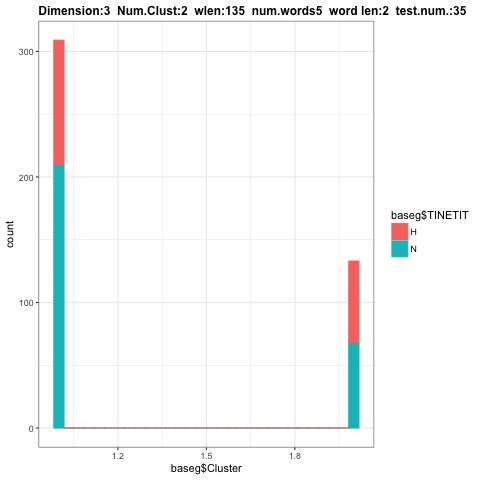 Dimension:3 Num.Clust:2 wlen:135 num.words5 word len:2 test.num.:35
300
200
100
0
count
1.2 1.5 1.8
baseg$Cluster
baseg$TINETIT
H
N